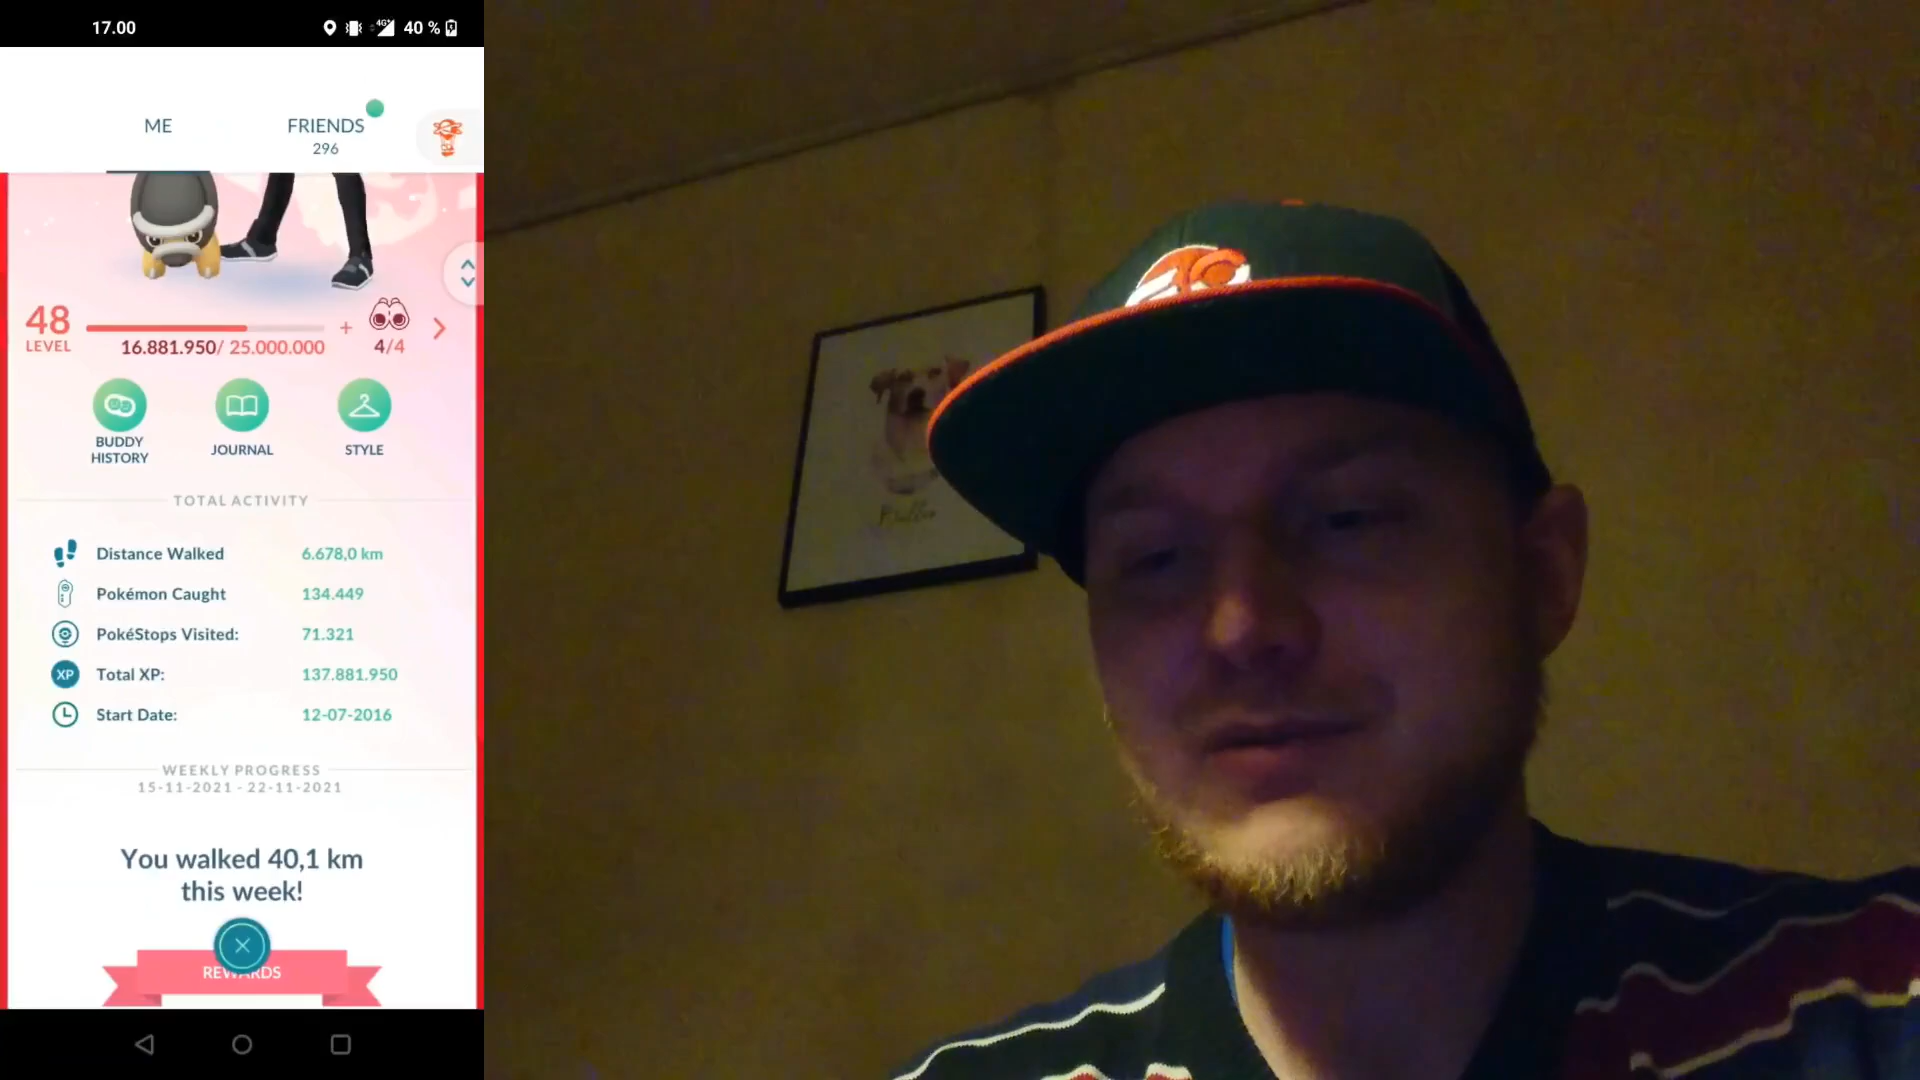 17.00
4G+ 40 %
ME
FRIENDS
296
48
LEVEL
16.881.950/ 25.000.000
+
4/4
BUDDY
HISTORY
JOURNAL
STYLE
TOTAL ACTIVITY
Distance Walked 6.678,0 km
Pokémon Caught 134.449
PokéStops Visited: 71.321
XP Total XP: 137.881.950
Start Date: 12-07-2016
WEEKLY PROGRESS
15-11-2021 - 22-11-2021
You walked 40,1 km
this week!
REWARDS